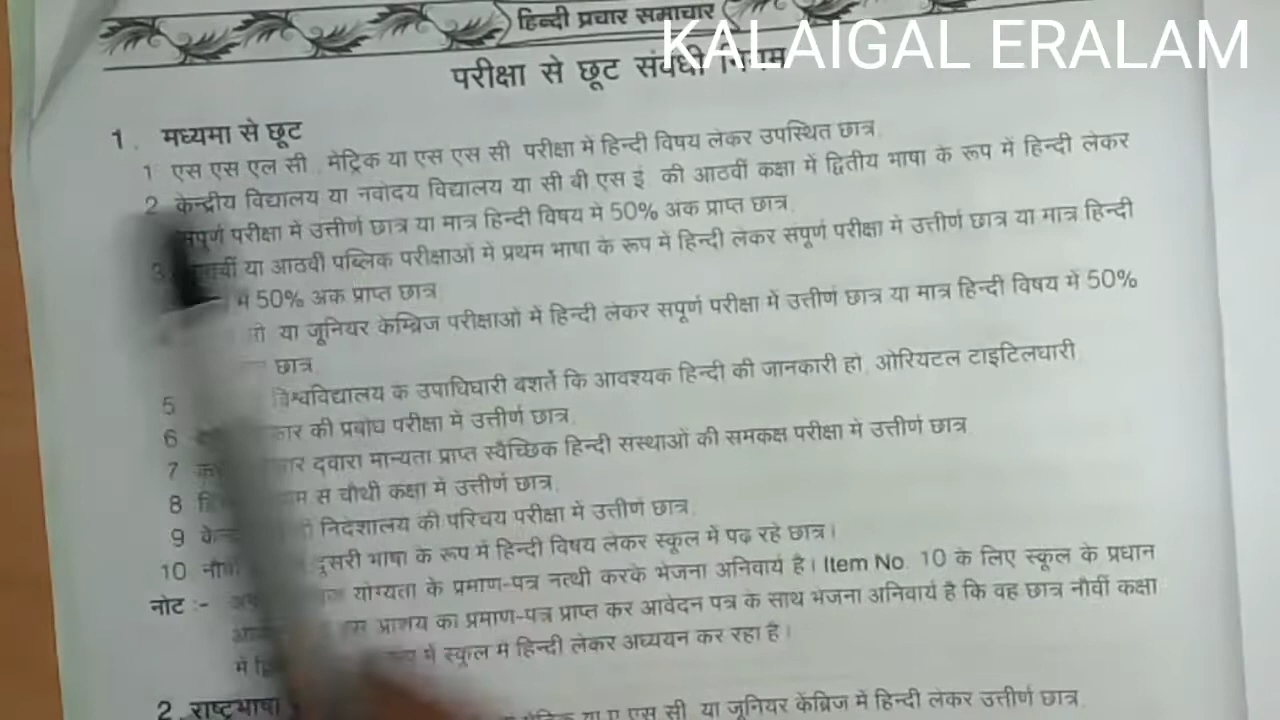 हिन्दी प्रचार समाचार
KALAIGAL ERALAM
परीक्षा से छूट संबंधी
1. मध्यमा से छूट
1 एस एस एल सी , मेट्रिक या एस एस सी परीक्षा में हिन्दी विषय लेकर उपस्थित छात्र,
2 केन्द्रीय विद्यालय या नवोदय विद्यालय या सी बी एस इ. की आठवीं कक्षा में द्वितीय भाषा के रूप में हिन्दी लेकर
संपूर्ण परीक्षा में उत्तीर्ण छात्र या मात्र हिन्दी विषय में 50% अंक प्राप्त छात्र,
3 या आठवीं पब्लिक परीक्षाओं में प्रथम भाषा के रूप में हिन्दी लेकर संपूर्ण परीक्षा में उत्तीर्ण छात्र या मात्र हिन्दी
में 50% अंक प्राप्त छात्र
या जूनियर केम्ब्रिज परीक्षाओं में हिन्दी लेकर संपूर्ण परीक्षा में उत्तीर्ण छात्र या मात्र हिन्दी विषय में 50%
छात्र
5 विश्वविद्यालय के उपाधिधारी बशर्ते कि आवश्यक हिन्दी की जानकारी हो, ओरियंटल टाइटिलधारी
6 की प्रबोध परीक्षा में उत्तीर्ण छात्र,
7 द्वारा मान्यता प्राप्त स्वैच्छिक हिन्दी संस्थाओं की समकक्ष परीक्षा में उत्तीर्ण छात्र
8 से चौथी कक्षा में उत्तीर्ण छात्र,
9 निदेशालय की परिचय परीक्षा में उत्तीर्ण छात्र,
10 दूसरी भाषा के रूप में हिन्दी विषय लेकर स्कूल में पढ़ रहे छात्र।
नोट :- योग्यता के प्रमाण-पत्र नत्थी करके भेजना अनिवार्य है। Item No. 10 के लिए स्कूल के प्रधान
इस प्राशय का प्रमाण-पत्र प्राप्त कर आवेदन पत्र के साथ भेजना अनिवार्य है कि वह छात्र नौवीं कक्षा
में स्कूल में हिन्दी लेकर अध्ययन कर रहा है।
2. राष्ट्रभाषा या ए एस सी या जूनियर केंब्रिज में हिन्दी लेकर उत्तीर्ण छात्र,